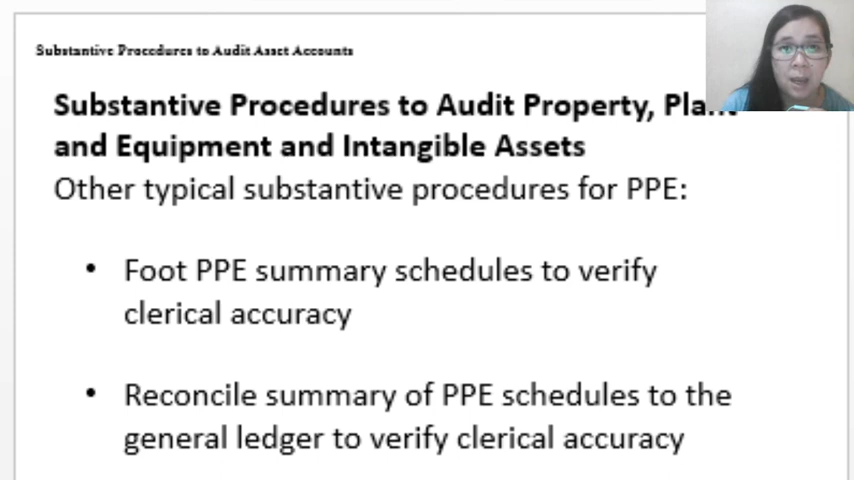 Substantive Procedures to Audit Asset Accounts
Substantive Procedures to Audit Property, Plant
and Equipment and Intangible Assets
Other typical substantive procedures for PPE:
• Foot PPE summary schedules to verify
clerical accuracy
• Reconcile summary of PPE schedules to the
general ledger to verify clerical accuracy